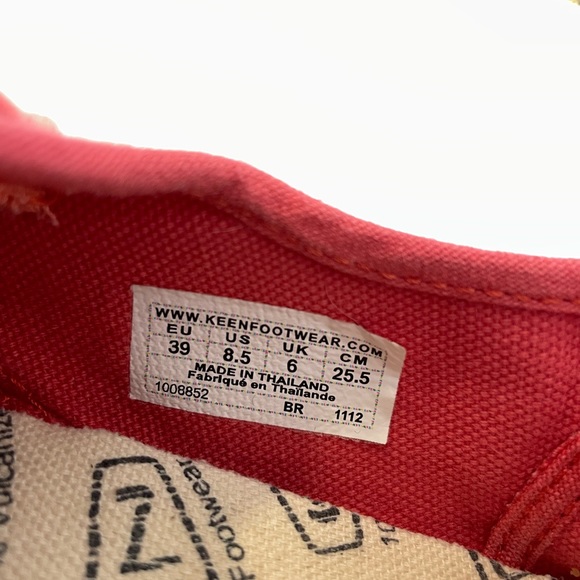 WWW.KEENFOOTWEAR.COM
EU US UK CM
39 8.5 6 25.5
MADE IN THAILAND
Fabriqué en Thaïlande
1008852 BR 1112
Footwear